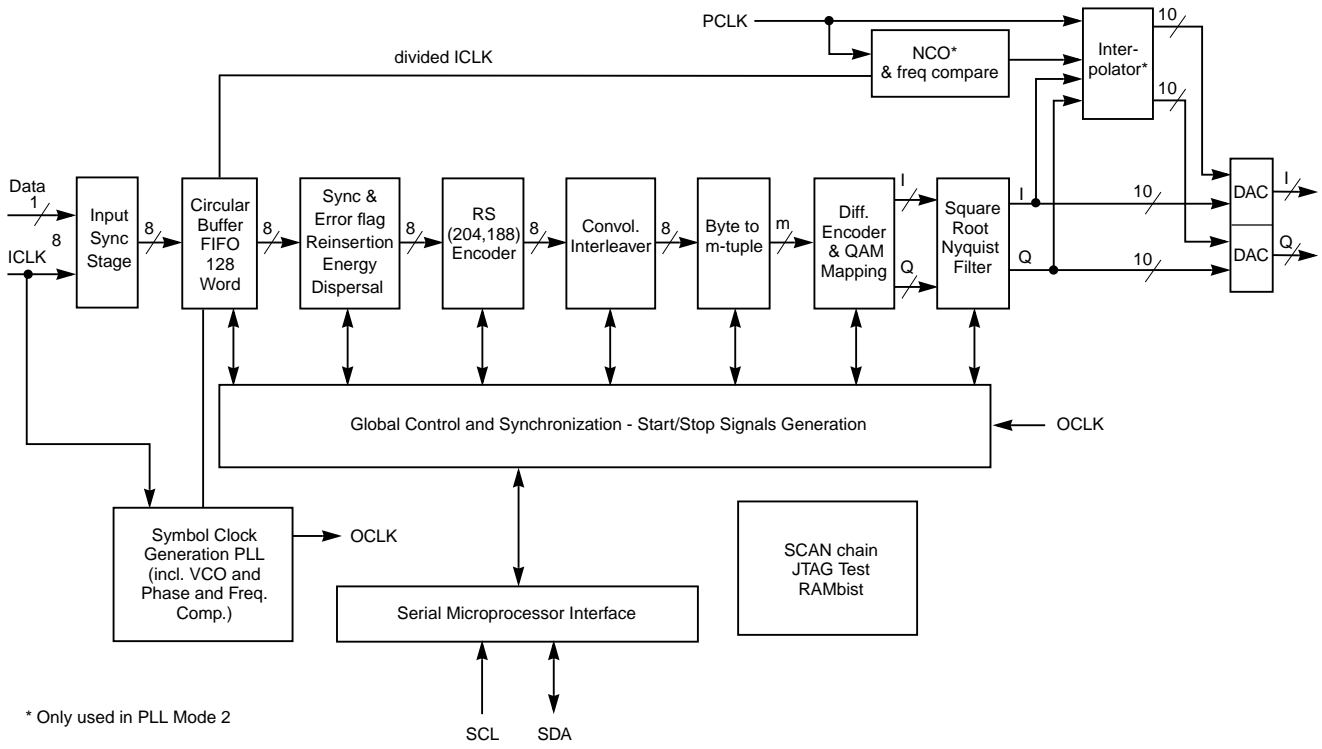 PCLK
10
NCO*
& freq compare
Inter-
polator*
divided ICLK
10
Data
1
8
ICLK
Input
Sync
Stage
8
Circular
Buffer
FIFO
128
Word
8
Sync &
Error flag
Reinsertion
Energy
Dispersal
8
RS
(204,188)
Encoder
8
Convol.
Interleaver
8
Byte to
m-tuple
m
Diff.
Encoder
& QAM
Mapping
I
Q
Square
Root
Nyquist
Filter
I
Q
10
10
DAC
DAC
I
Q
Global Control and Synchronization - Start/Stop Signals Generation
OCLK
Symbol Clock
Generation PLL
(incl. VCO and
Phase and Freq.
Comp.)
OCLK
SCAN chain
JTAG Test
RAMbist
Serial Microprocessor Interface
SCL
SDA
* Only used in PLL Mode 2